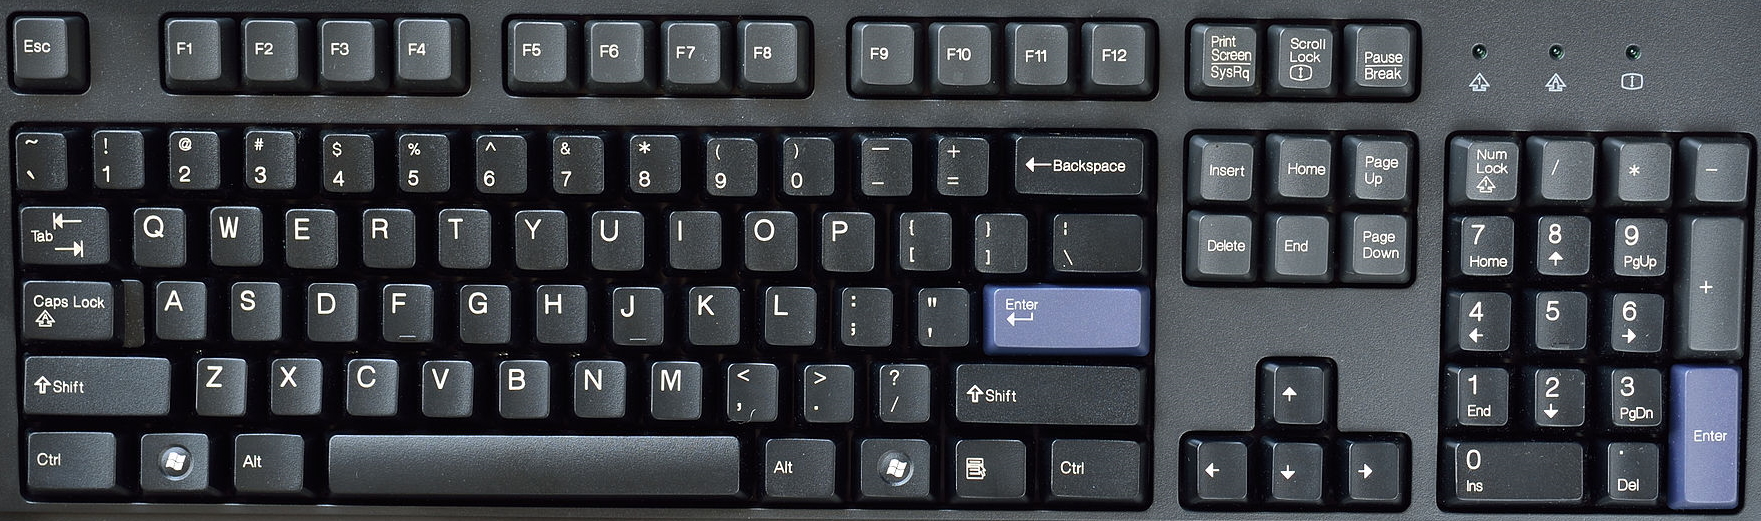 Esc F1 F2 F3 F4 F5 F6 F7 F8 F9 F10 F11 F12 Print Screen SysRq Scroll Lock Pause Break
~ ` ! 1 @ 2 # 3 $ 4 % 5 ^ 6 & 7 * 8 ( 9 ) 0 — - + = ←Backspace Insert Home Page Up Num Lock / * -
Tab Q W E R T Y U I O P { [ } ] ¦ \ Delete End Page Down 7 Home 8 ↑ 9 PgUp +
Caps Lock A S D F G H J K L : ; " ' Enter 4 ← 5 6 →
⇧Shift Z X C V B N M < , > . ? / ⇧Shift ↑ 1 End 2 ↓ 3 PgDn Enter
Ctrl Alt Alt Ctrl ← ↓ → 0 Ins . Del